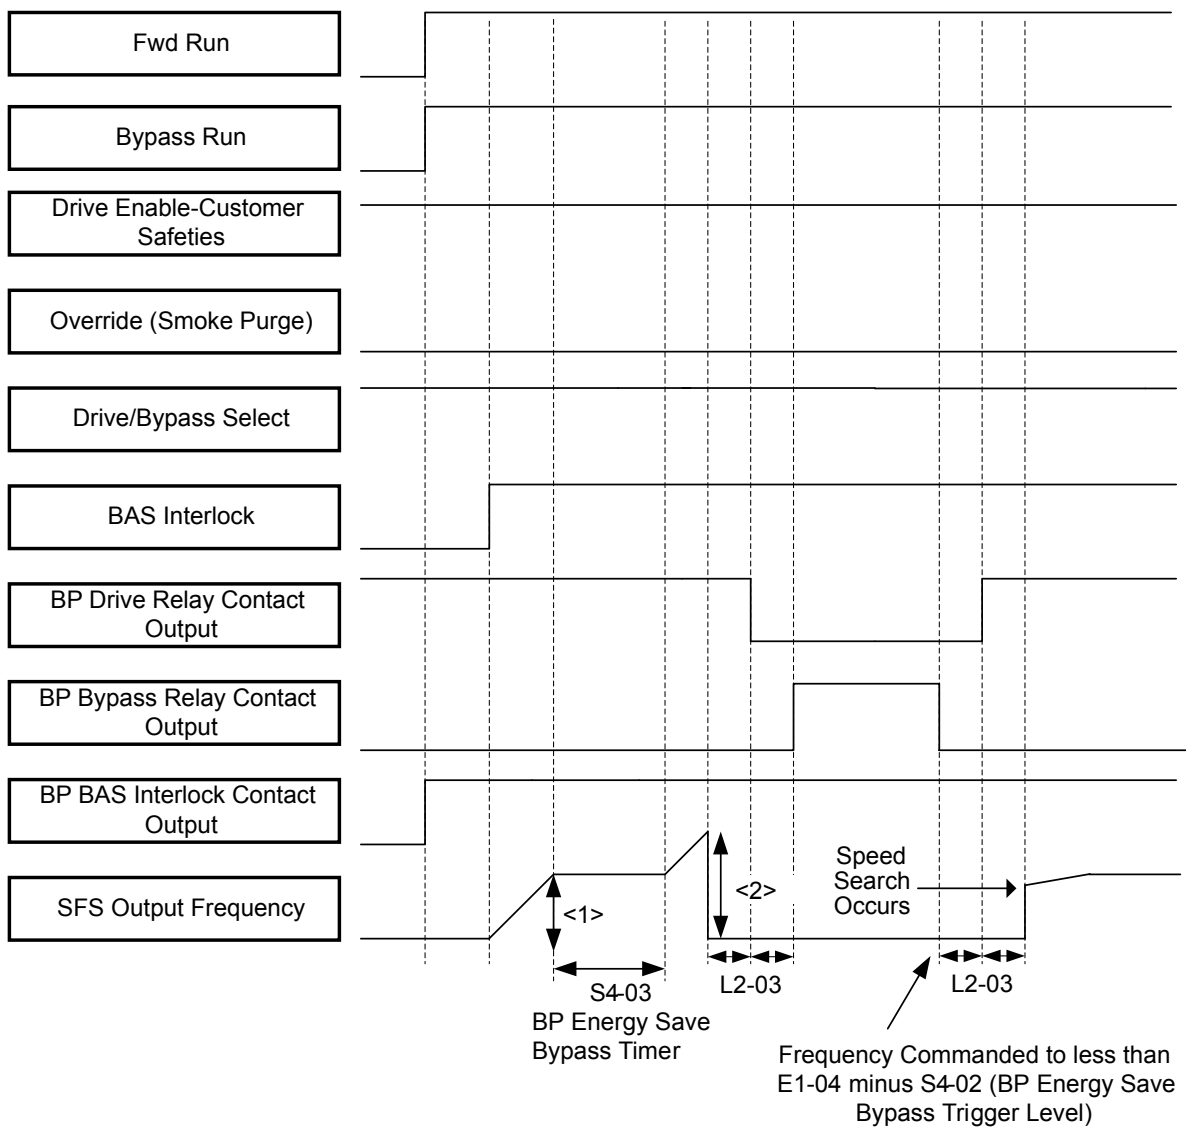 Fwd Run
Bypass Run
Drive Enable-Customer
Safeties
Override (Smoke Purge)
Drive/Bypass Select
BAS Interlock
BP Drive Relay Contact
Output
BP Bypass Relay Contact
Output
BP BAS Interlock Contact
Output
SFS Output Frequency
<1>
<2>
Speed
Search
Occurs
S4-03
BP Energy Save
Bypass Timer
L2-03
L2-03
Frequency Commanded to less than
E1-04 minus S4-02 (BP Energy Save
Bypass Trigger Level)